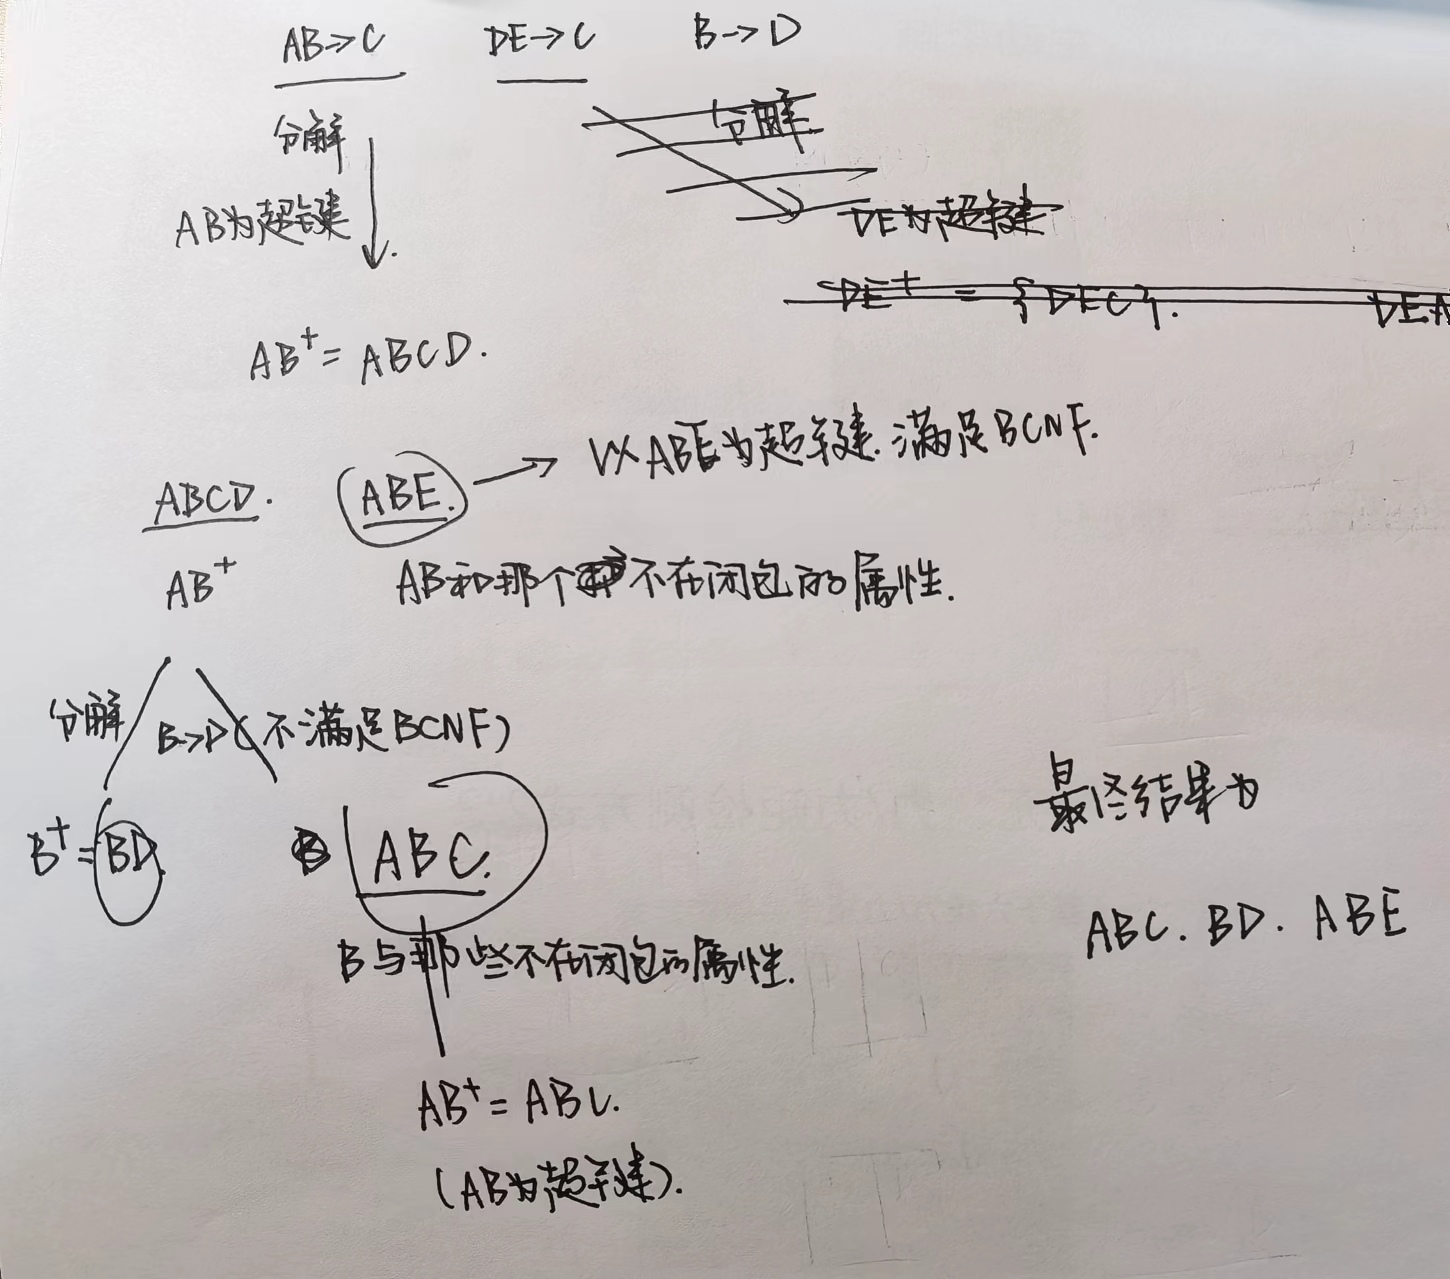 AB→C DE→C B→D
分解 分解
AB为超键
DE为超键
DE⁺ = {DEC}. DEA
AB⁺ = ABCD.
ABCD. ABE. → 以ABE为超键.满足BCNF.
AB⁺ AB和那个不在闭包的属性.
分解 B→D(不满足BCNF)
B⁺=BD. ABC.
B与那些不在闭包的属性.
AB⁺ = ABC.
(AB为超键).
最终结果为
ABC. BD. ABE